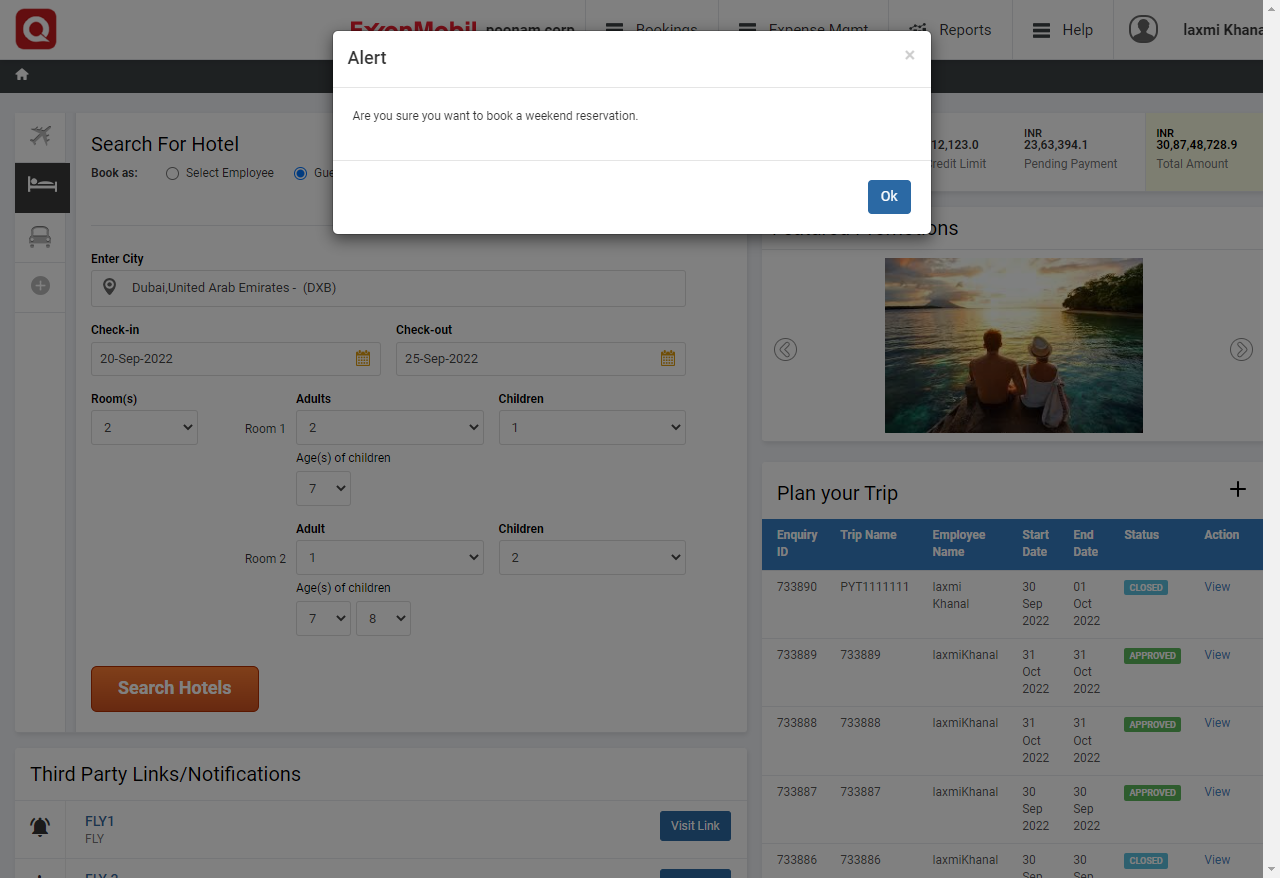 ExxonMobil poonam corp
Bookings
Expense Mgmt
Reports
Help
laxmi Khana
Alert
×
Are you sure you want to book a weekend reservation.
Ok
Search For Hotel
Book as:
Select Employee
Gue
12,123.0
redit Limit
INR
23,63,394.1
Pending Payment
INR
30,87,48,728.9
Total Amount
Enter City
Dubai,United Arab Emirates - (DXB)
Check-in
Check-out
20-Sep-2022
25-Sep-2022
Room(s)
Adults
Children
2
Room 1
2
1
Age(s) of children
7
Adult
Children
Room 2
1
2
Age(s) of children
7
8
Search Hotels
Third Party Links/Notifications
FLY1
FLY
Visit Link
FLY 2
Featured Promotions
Plan your Trip
Enquiry ID Trip Name Employee Name Start Date End Date Status Action
733890 PYT1111111 laxmi Khanal 30 Sep 2022 01 Oct 2022 CLOSED View
733889 733889 laxmiKhanal 31 Oct 2022 31 Oct 2022 APPROVED View
733888 733888 laxmiKhanal 31 Oct 2022 31 Oct 2022 APPROVED View
733887 733887 laxmiKhanal 30 Sep 2022 30 Sep 2022 APPROVED View
733886 733886 laxmiKhanal 30 Sep 30 Sep CLOSED View